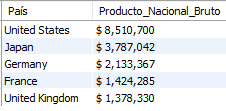 País Producto_Nacional_Bruto
United States $ 8,510,700
Japan $ 3,787,042
Germany $ 2,133,367
France $ 1,424,285
United Kingdom $ 1,378,330